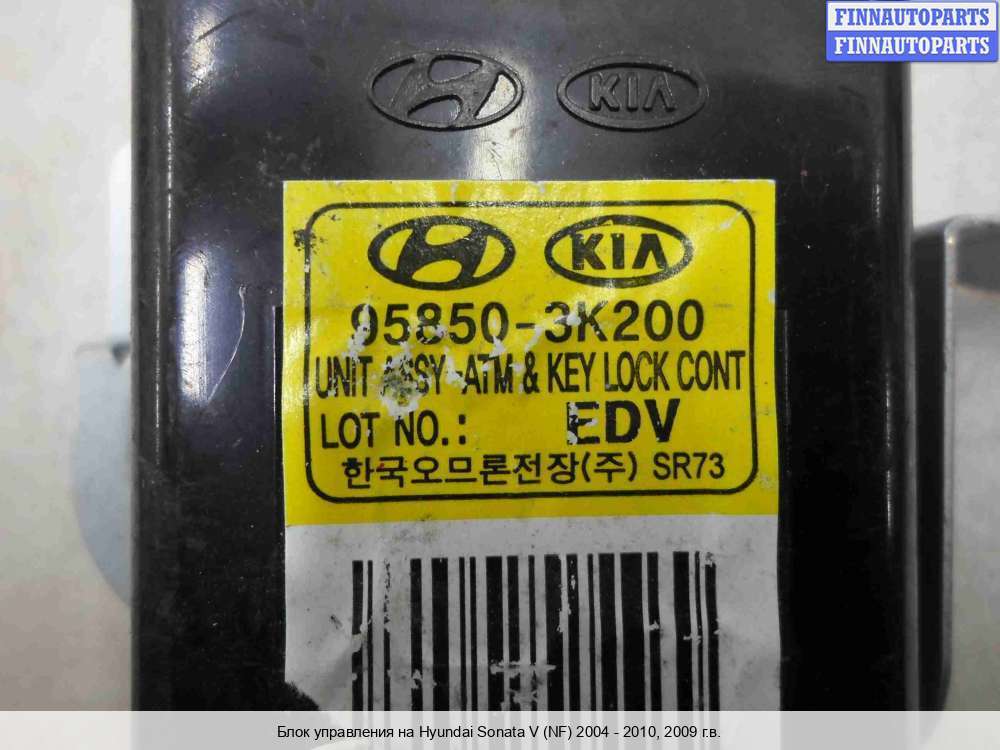 FINNAUTOPARTS
FINNAUTOPARTS
KIA
KIA
95850-3K200
UNIT ASSY-ATM & KEY LOCK CONT
LOT NO.: EDV
한국오므론전장(주) SR73
Блок управления на Hyundai Sonata V (NF) 2004 - 2010, 2009 г.в.